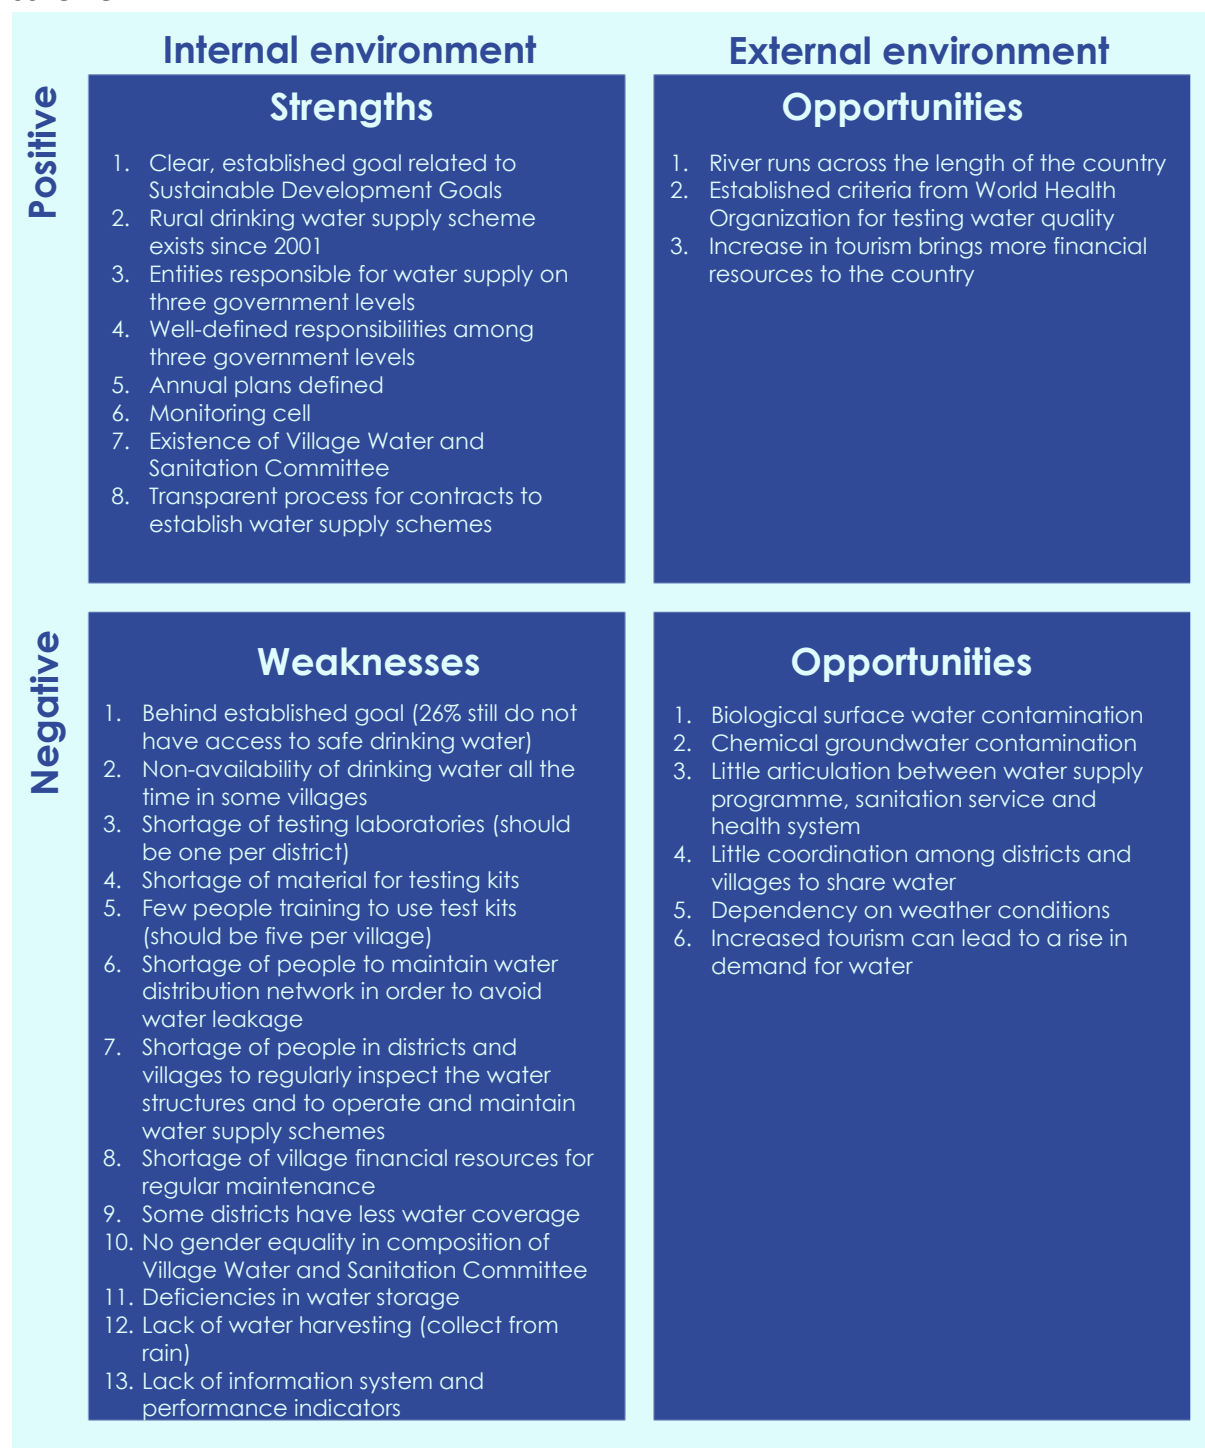 Internal environment
External environment
Positive
Strengths
1. Clear, established goal related to
Sustainable Development Goals
2. Rural drinking water supply scheme
exists since 2001
3. Entities responsible for water supply on
three government levels
4. Well-defined responsibilities among
three government levels
5. Annual plans defined
6. Monitoring cell
7. Existence of Village Water and
Sanitation Committee
8. Transparent process for contracts to
establish water supply schemes
Opportunities
1. River runs across the length of the country
2. Established criteria from World Health
Organization for testing water quality
3. Increase in tourism brings more financial
resources to the country
Negative
Weaknesses
1. Behind established goal (26% still do not
have access to safe drinking water)
2. Non-availability of drinking water all the
time in some villages
3. Shortage of testing laboratories (should
be one per district)
4. Shortage of material for testing kits
5. Few people training to use test kits
(should be five per village)
6. Shortage of people to maintain water
distribution network in order to avoid
water leakage
7. Shortage of people in districts and
villages to regularly inspect the water
structures and to operate and maintain
water supply schemes
8. Shortage of village financial resources for
regular maintenance
9. Some districts have less water coverage
10. No gender equality in composition of
Village Water and Sanitation Committee
11. Deficiencies in water storage
12. Lack of water harvesting (collect from
rain)
13. Lack of information system and
performance indicators
Opportunities
1. Biological surface water contamination
2. Chemical groundwater contamination
3. Little articulation between water supply
programme, sanitation service and
health system
4. Little coordination among districts and
villages to share water
5. Dependency on weather conditions
6. Increased tourism can lead to a rise in
demand for water